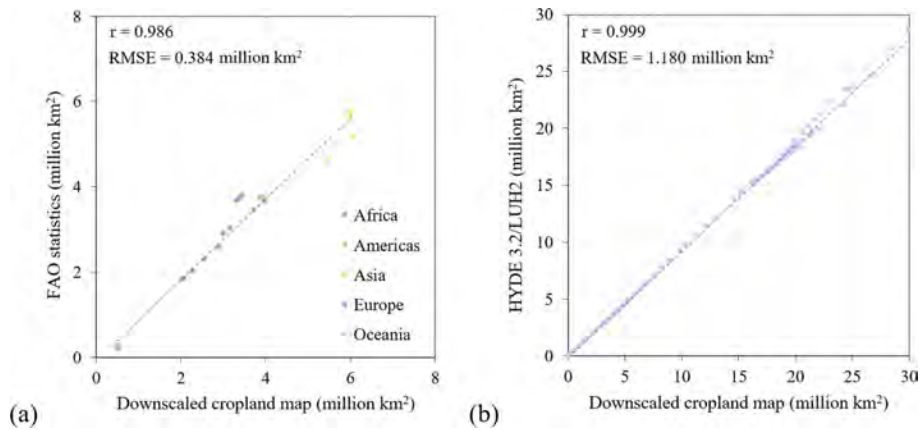 r = 0.986
RMSE = 0.384 million km²
8
6
4
2
0
FAO statistics (million km²)
Africa
Americas
Asia
Europe
Oceania
0 2 4 6 8
(a) Downscaled cropland map (million km²)
r = 0.999
RMSE = 1.180 million km²
30
25
20
15
10
5
0
HYDE 3.2/LUH2 (million km²)
0 5 10 15 20 25 30
(b) Downscaled cropland map (million km²)